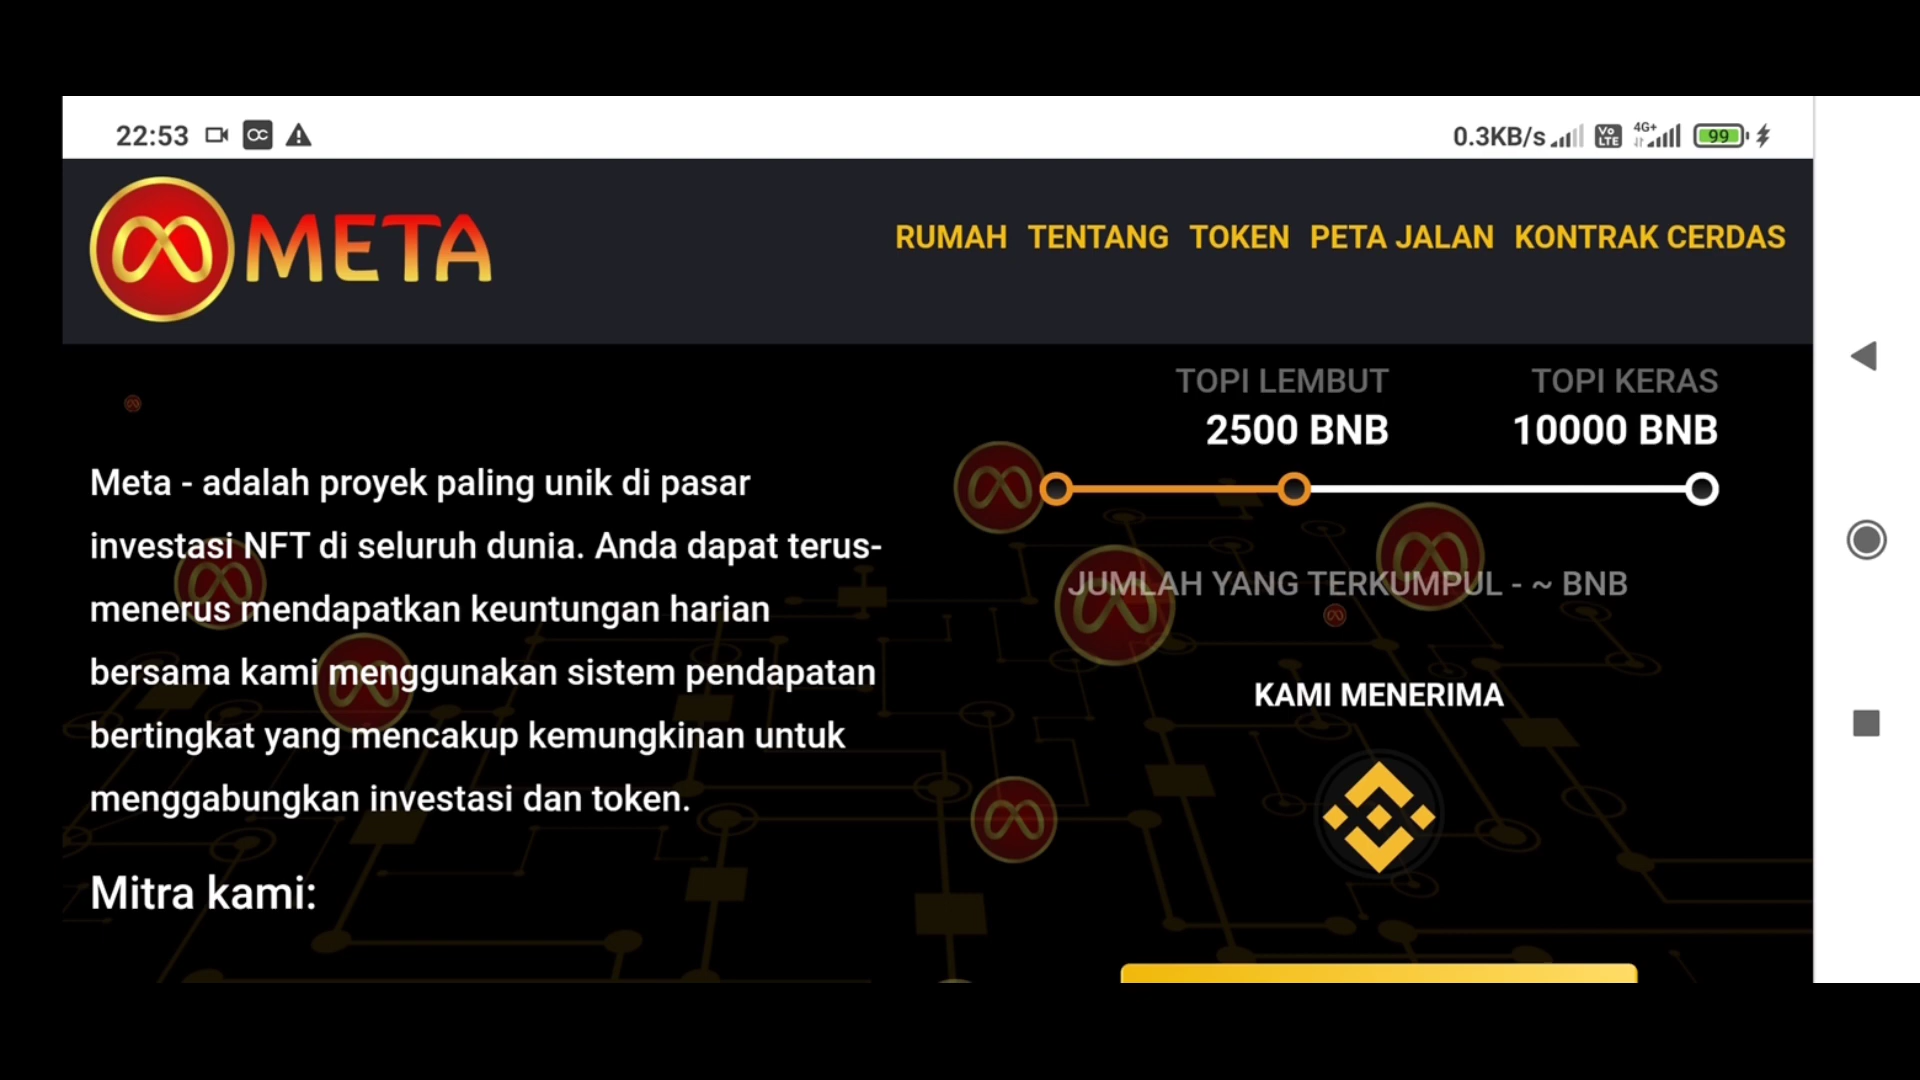 22:53
0.3KB/s
Vo
LTE
4G+
99
META
RUMAH TENTANG TOKEN PETA JALAN KONTRAK CERDAS
TOPI LEMBUT TOPI KERAS
2500 BNB 10000 BNB
Meta - adalah proyek paling unik di pasar
investasi NFT di seluruh dunia. Anda dapat terus-
menerus mendapatkan keuntungan harian
bersama kami menggunakan sistem pendapatan
bertingkat yang mencakup kemungkinan untuk
menggabungkan investasi dan token.
Mitra kami:
JUMLAH YANG TERKUMPUL - ~ BNB
KAMI MENERIMA